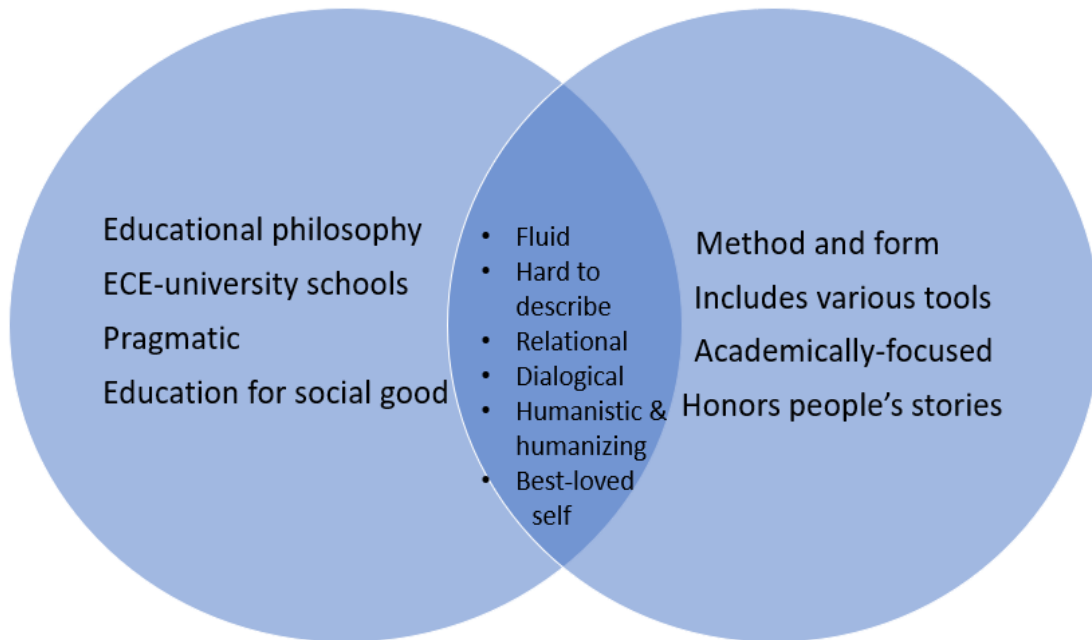 Educational philosophy
ECE-university schools
Pragmatic
Education for social good
• Fluid
• Hard to
describe
• Relational
• Dialogical
• Humanistic &
humanizing
• Best-loved
self
Method and form
Includes various tools
Academically-focused
Honors people’s stories